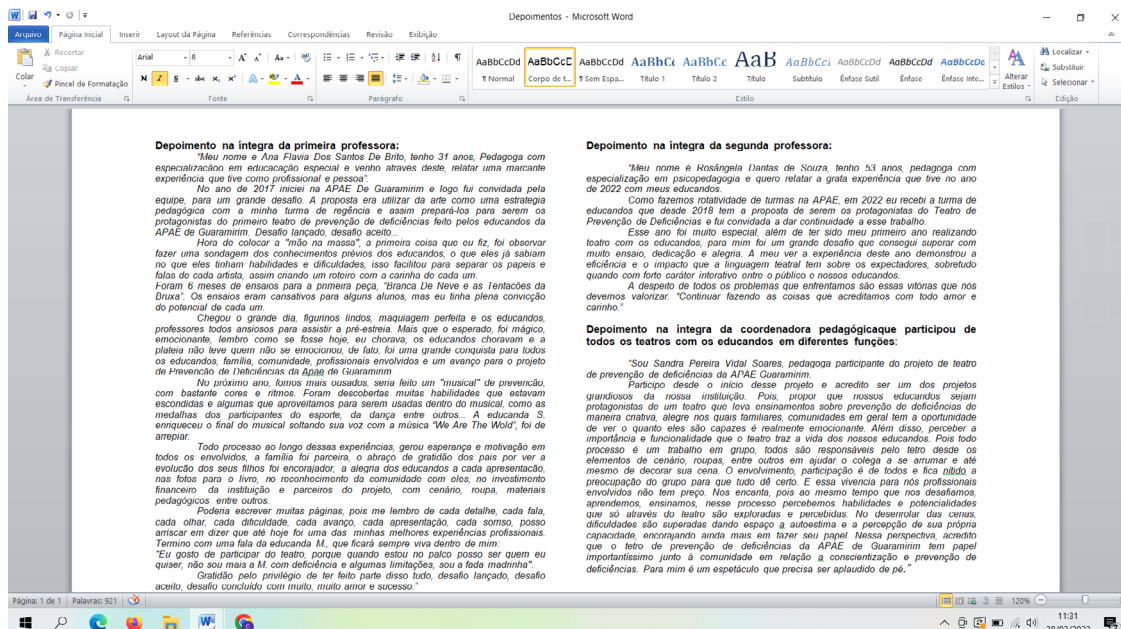 Depoimentos - Microsoft Word
Arquivo Página Inicial Inserir Layout da Página Referências Correspondências Revisão Exibição
Colar
Recortar
Copiar
Pincel de Formatação
Área de Transferência
Arial 8
Fonte
Parágrafo
AaBbCcDd AaBbCcD AaBbCcDd AaBbCc AaBbCc AaB AaBbCc AaBbCcDd AaBbCcDd AaBbCcDc
¶ Normal Corpo de t... ¶ Sem Espa... Título 1 Título 2 Título Subtítulo Ênfase Sutil Ênfase Ênfase Inte...
Estilo
Alterar Estilos
Localizar
Substituir
Selecionar
Edição
Depoimento na íntegra da primeira professora:
"Meu nome e Ana Flavia Dos Santos De Brito, tenho 31 anos, Pedagoga com
especializacãoo em educacação especial e venho através deste, relatar uma marcante
experiência que tive como profissional e pessoa".
No ano de 2017 iniciei na APAE De Guaramirim e logo fui convidada pela
equipe, para um grande desafio. A proposta era utilizar da arte como uma estrategia
pedagógica com a minha turma de regência e assim prepará-los para serem os
protagonistas do primeiro teatro de prevenção de deficiências feito pelos educandos da
APAE de Guaramirim. Desafio lançado, desafio aceito...
Hora de colocar a "mão na massa", a primeira coisa que eu fiz, foi observar
fazer uma sondagem dos conhecimentos prévios dos educandos, o que eles já sabiam
no que eles tinham habilidades e dificuldades, isso facilitou para separar os papeis e
falas de cada artista, assim criando um roteiro com a carinha de cada um.
Foram 6 meses de ensaios para a primeira peça, "Branca De Neve e as Tentacões da
Bruxa". Os ensaios eram cansativos para alguns alunos, mas eu tinha plena convicção
do potencial de cada um.
Chegou o grande dia, figurinos lindos, maquiagem perfeita e os educandos,
professores todos ansiosos para assistir a pré-estreia. Mais que o esperado, foi mágico,
emocionante, lembro como se fosse hoje, eu chorava, os educandos choravam e a
plateia não teve quem não se emocionou, de fato, foi uma grande conquista para todos
os educandos, família, comunidade, profissionais envolvidos e um avanço para o projeto
de Prevenção de Deficiências da Apae de Guaramirim
No próximo ano, fomos mais ousados, seria feito um "musical" de prevencão,
com bastante cores e ritmos. Foram descobertas muitas habilidades que estavam
escondidas e algumas que aproveitamos para serem usadas dentro do musical, como as
medalhas dos participantes do esporte, da dança entre outros... A educanda S.
enriqueceu o final do musical soltando sua voz com a música "We Are The Wold", foi de
arrepiar.
Todo processo ao longo dessas experiências, gerou esperança e motivação em
todos os envolvidos, a família foi parceira, o abraço de gratidão dos pais por ver a
evolucão dos seus filhos foi encorajador, a alegria dos educandos a cada apresentacão,
nas fotos para o livro, no reconhecimento da comunidade com eles, no investimento
financeiro da instituição e parceiros do projeto, com cenário, roupa, materiais
pedagógicos entre outros.
Poderia escrever muitas páginas, pois me lembro de cada detalhe, cada fala,
cada olhar, cada dificuldade, cada avanço, cada apresentação, cada sorriso, posso
arriscar em dizer que até hoje foi uma das minhas melhores experiências profissionais.
Termino com uma fala da educanda M., que ficará sempre viva dentro de mim:
"Eu gosto de participar do teatro, porque quando estou no palco posso ser quem eu
quiser, não sou mais a M. com deficiência e algumas limitações, sou a fada madrinha".
Gratidão pelo privilégio de ter feito parte disso tudo, desafio lançado, desafio
aceito, desafio concluído com muito, muito amor e sucesso."
Depoimento na íntegra da segunda professora:
"Meu nome é Rosângela Dantas de Souza, tenho 53 anos, pedagoga com
especialização em psicopedagogia e quero relatar a grata experiência que tive no ano
de 2022 com meus educandos.
Como fazemos rotatividade de turmas na APAE, em 2022 eu recebi a turma de
educandos que desde 2018 tem a proposta de serem os protagonistas do Teatro de
Prevenção de Deficiências e fui convidada a dar continuidade a esse trabalho.
Esse ano foi muito especial, além de ter sido meu primeiro ano realizando
teatro com os educandos, para mim foi um grande desafio que consegui superar com
muito ensaio, dedicação e alegria. A meu ver a experiência deste ano demonstrou a
eficiência e o impacto que a linguagem teatral tem sobre os expectadores, sobretudo
quando com forte caráter interativo entre o público e nossos educandos.
A despeito de todos os problemas que enfrentamos são essas vitórias que nós
devemos valorizar. "Continuar fazendo as coisas que acreditamos com todo amor e
carinho."
Depoimento na íntegra da coordenadora pedagógicaque participou de
todos os teatros com os educandos em diferentes funções:
"Sou Sandra Pereira Vidal Soares, pedagoga participante do projeto de teatro
de prevenção de deficiências da APAE Guaramirim.
Participo desde o início desse projeto e acredito ser um dos projetos
grandiosos da nossa instituição. Pois, propor que nossos educandos sejam
protagonistas de um teatro que leva ensinamentos sobre prevenção de deficiências de
maneira criativa, alegre nos quais familiares, comunidades em geral tem a oportunidade
de ver o quanto eles são capazes é realmente emocionante. Além disso, perceber a
importância e funcionalidade que o teatro traz a vida dos nossos educandos. Pois todo
processo é um trabalho em grupo, todos são responsáveis pelo tetro desde os
elementos de cenário, roupas, entre outros em ajudar o colega a se arrumar e até
mesmo de decorar sua cena. O envolvimento, participação é de todos e fica nítido a
preocupação do grupo para que tudo dê certo. E essa vivencia para nós profissionais
envolvidos não tem preço. Nos encanta, pois ao mesmo tempo que nos desafiamos,
aprendemos, ensinamos, nesse processo percebemos habilidades e potencialidades
que só através do teatro são exploradas e percebidas. No desenrolar das cenas,
dificuldades são superadas dando espaço a autoestima e a percepção de sua própria
capacidade, encorajando ainda mais em fazer seu papel. Nessa perspectiva, acredito
que o tetro de prevenção de deficiências da APAE de Guaramirim tem papel
importantíssimo junto à comunidade em relação a conscientização e prevenção de
deficiências. Para mim é um espetáculo que precisa ser aplaudido de pé."
Página: 1 de 1 Palavras: 921 120%
11:31
28/02/2023